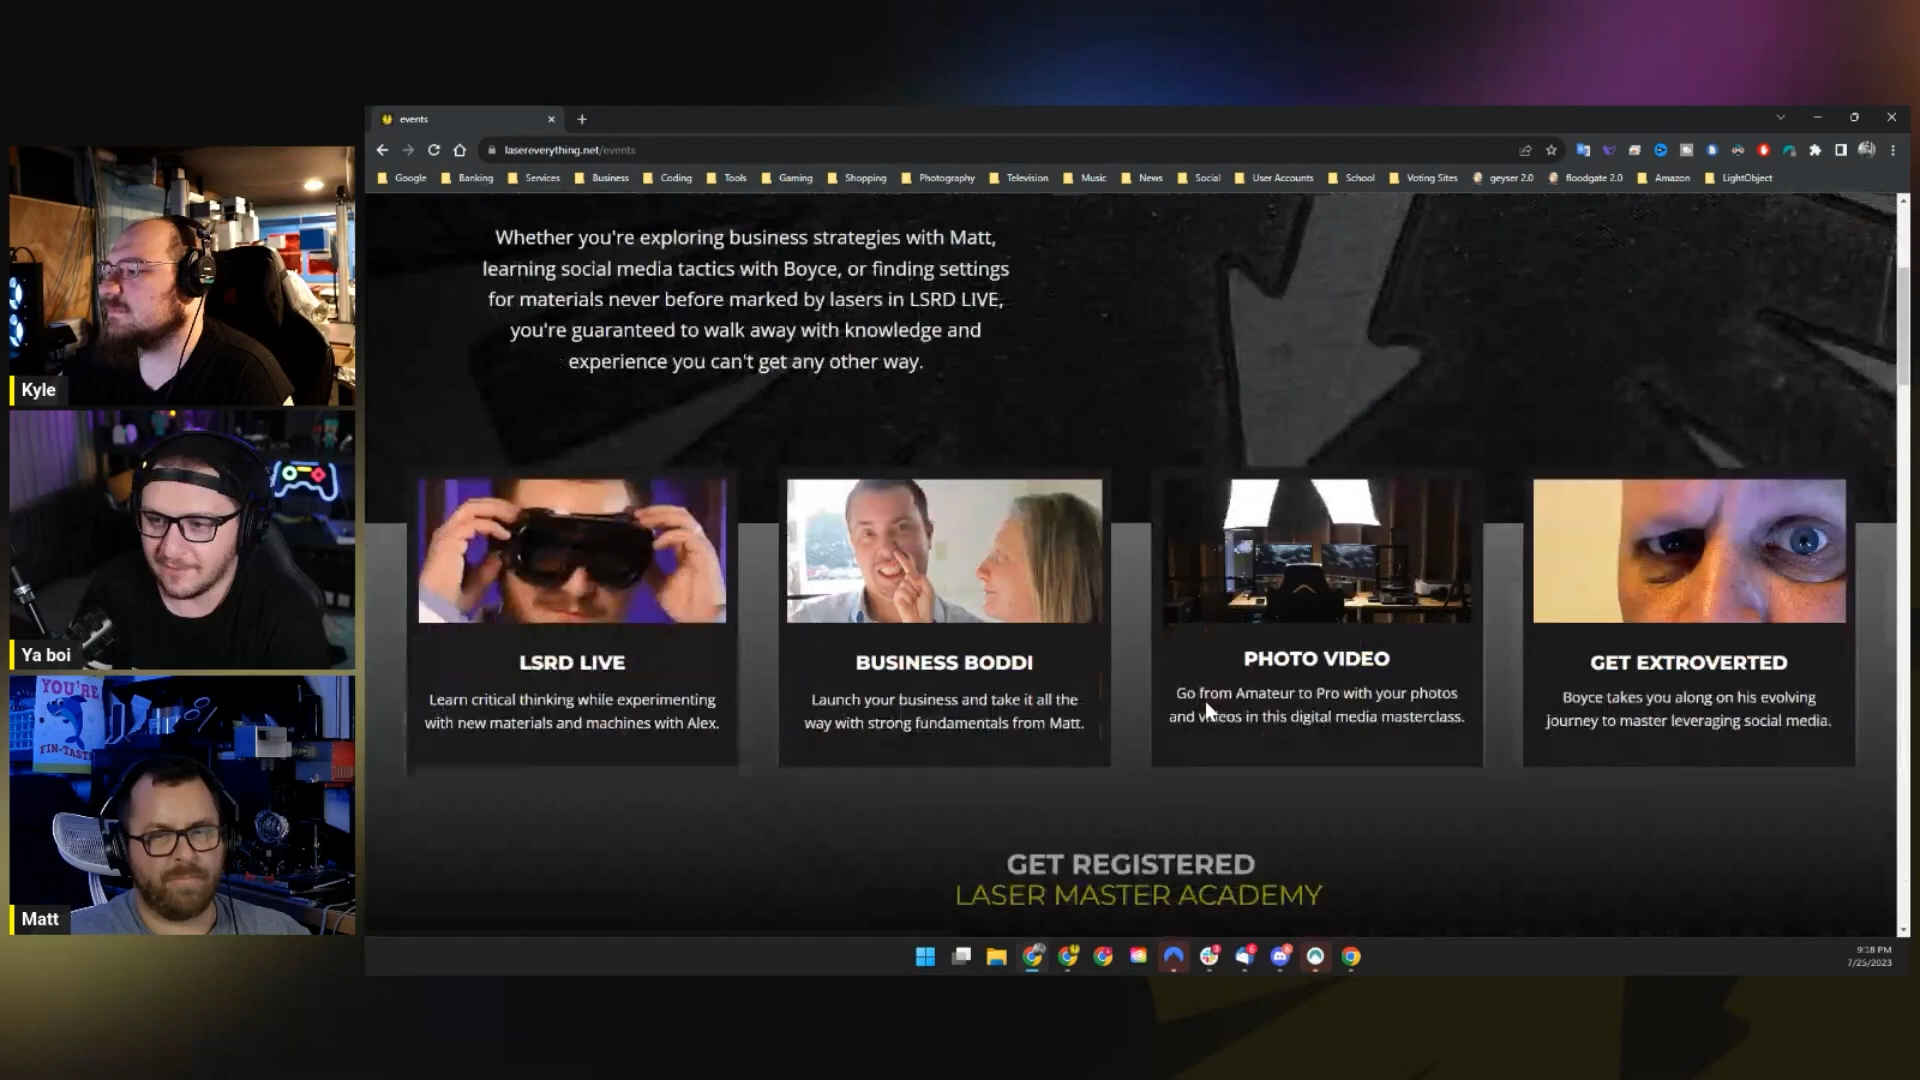 events
lasereverything.net/events
Google Banking Services Business Coding Tools Gaming Shopping Photography Television Music News Social User Accounts School Voting Sites geyser 2.0 floodgate 2.0 Amazon LightObject
Whether you're exploring business strategies with Matt,
learning social media tactics with Boyce, or finding settings
for materials never before marked by lasers in LSRD LIVE,
you're guaranteed to walk away with knowledge and
experience you can't get any other way.
Kyle
Ya boi
YOU'RE
FIN-TASTIC
Matt
LSRD LIVE
Learn critical thinking while experimenting
with new materials and machines with Alex.
BUSINESS BODDI
Launch your business and take it all the
way with strong fundamentals from Matt.
PHOTO VIDEO
Go from Amateur to Pro with your photos
and videos in this digital media masterclass.
GET EXTROVERTED
Boyce takes you along on his evolving
journey to master leveraging social media.
GET REGISTERED
LASER MASTER ACADEMY
9:18 PM
7/25/2023